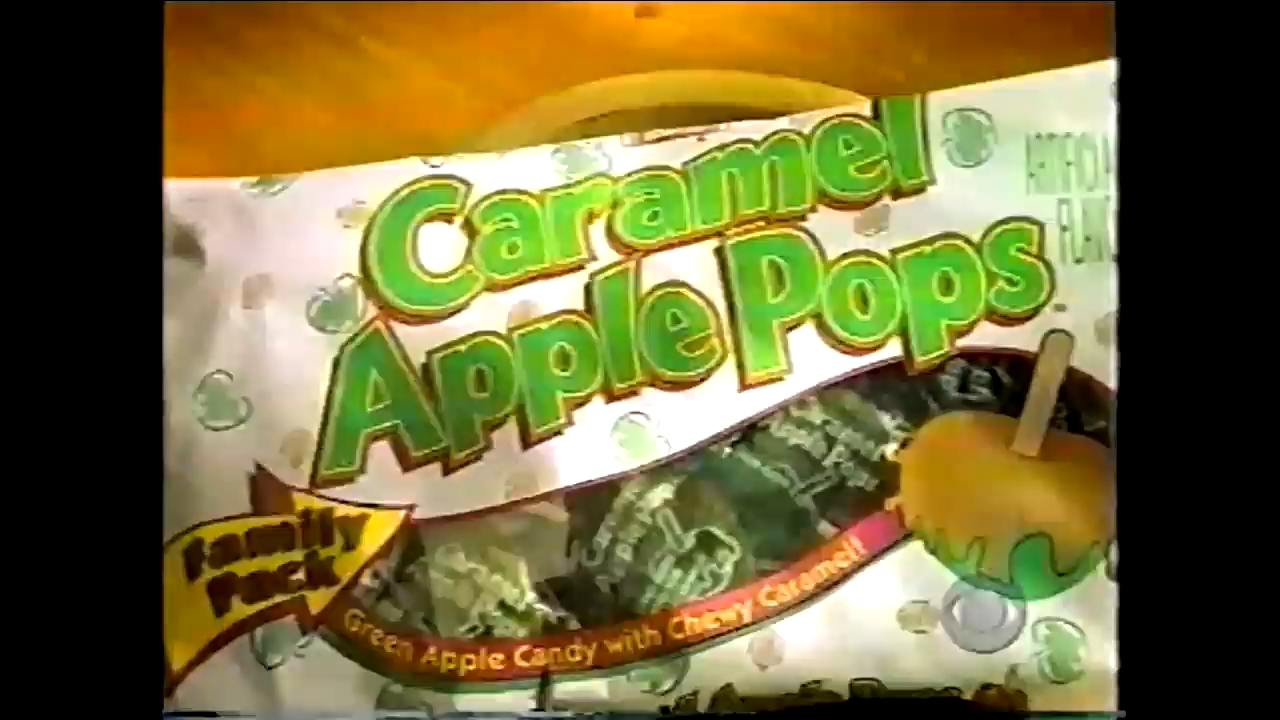 Caramel
Apple Pops
Family
Pack
Green Apple Candy with Chewy Caramel!